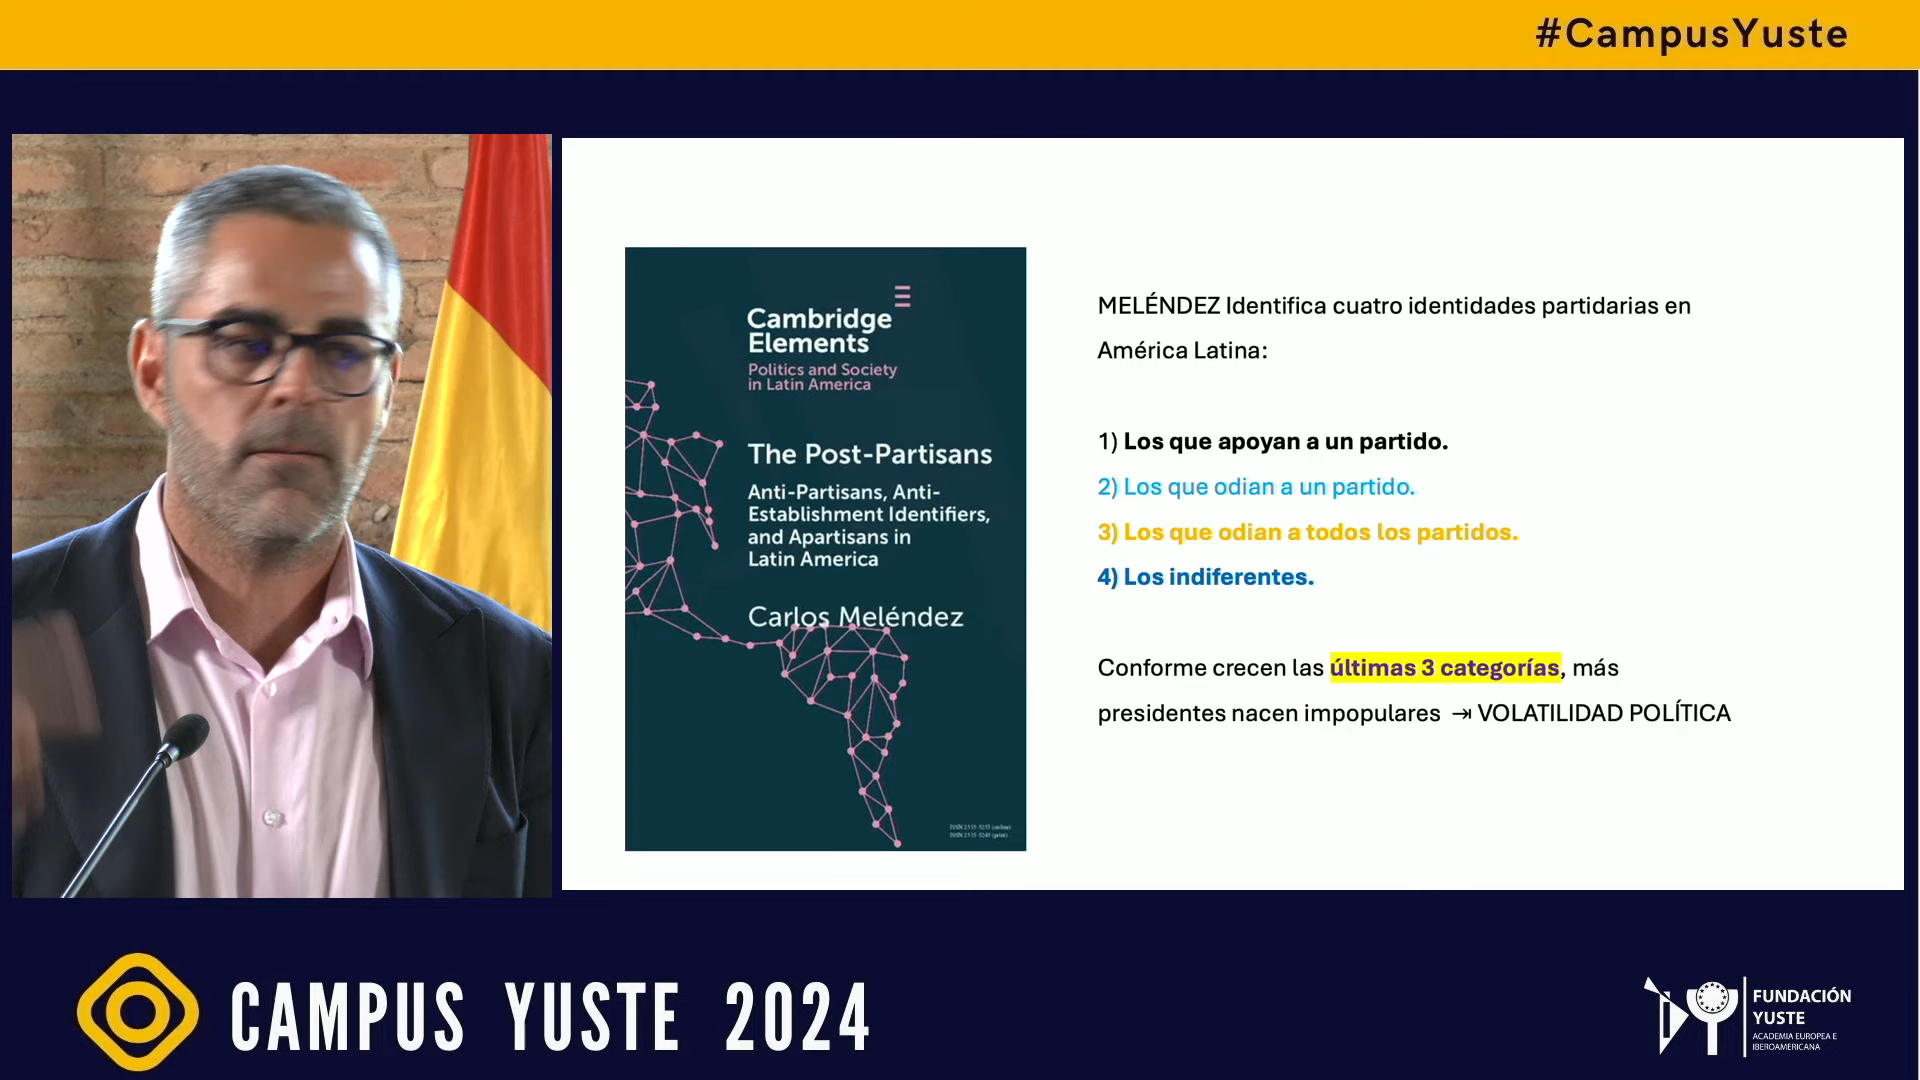 #CampusYuste
Cambridge
Elements
Politics and Society
in Latin America
The Post-Partisans
Anti-Partisans, Anti-
Establishment Identifiers,
and Apartisans in
Latin America
Carlos Meléndez
MELÉNDEZ Identifica cuatro identidades partidarias en
América Latina:
1) Los que apoyan a un partido.
2) Los que odian a un partido.
3) Los que odian a todos los partidos.
4) Los indiferentes.
Conforme crecen las últimas 3 categorías, más
presidentes nacen impopulares ⇥ VOLATILIDAD POLÍTICA
CAMPUS YUSTE 2024
FUNDACIÓN
YUSTE
ACADEMIA EUROPEA E
IBEROAMERICANA